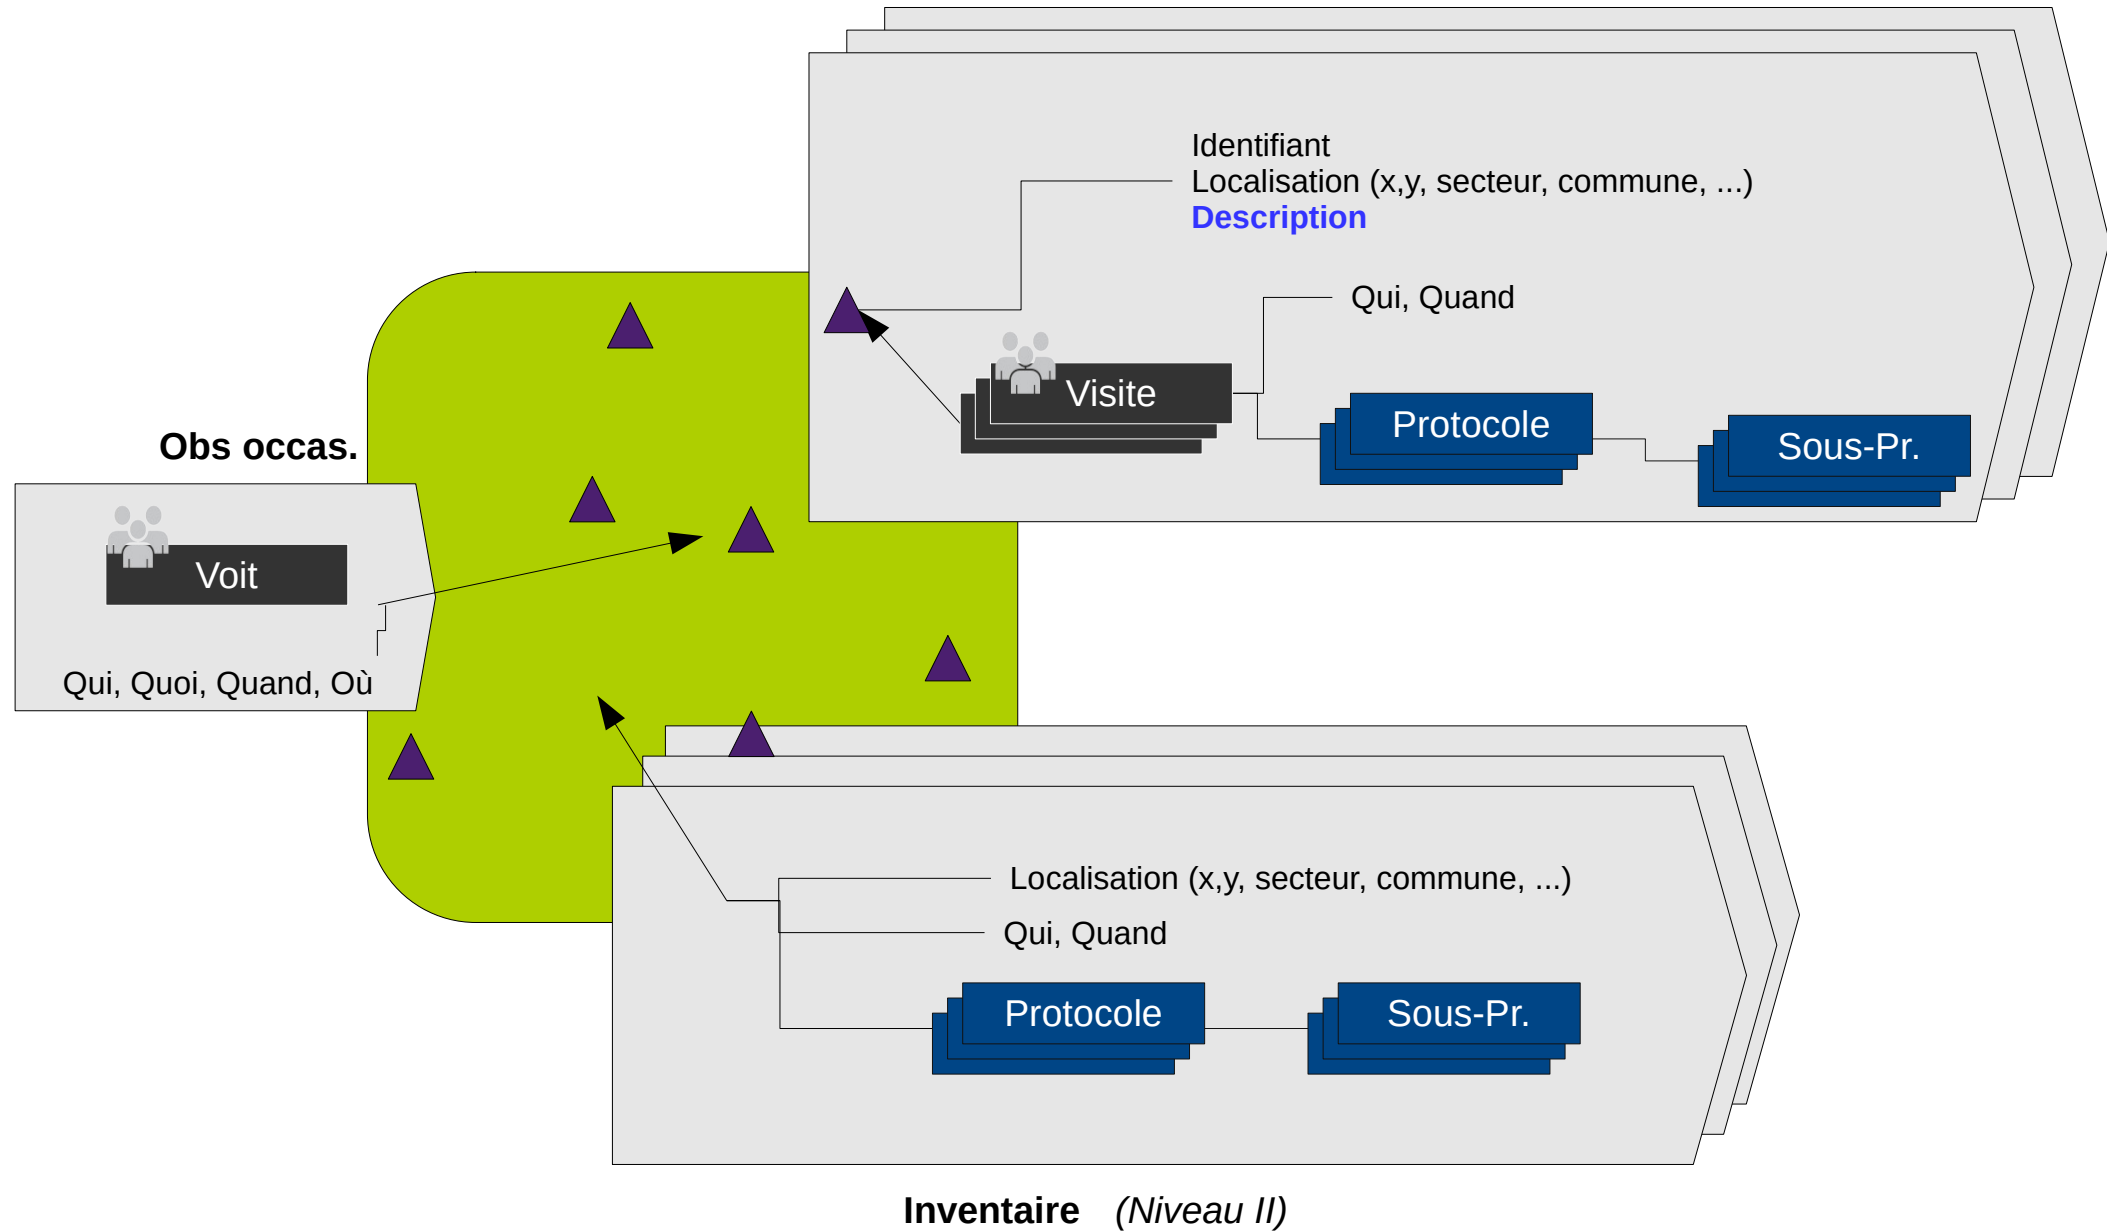 Identifiant
Localisation (x,y, secteur, commune, ...)
Description
Qui, Quand
Visite
Protocole
Sous-Pr.
Obs occas.
Voit
Qui, Quoi, Quand, Où
Localisation (x,y, secteur, commune, ...)
Qui, Quand
Protocole
Sous-Pr.
Inventaire (Niveau II)